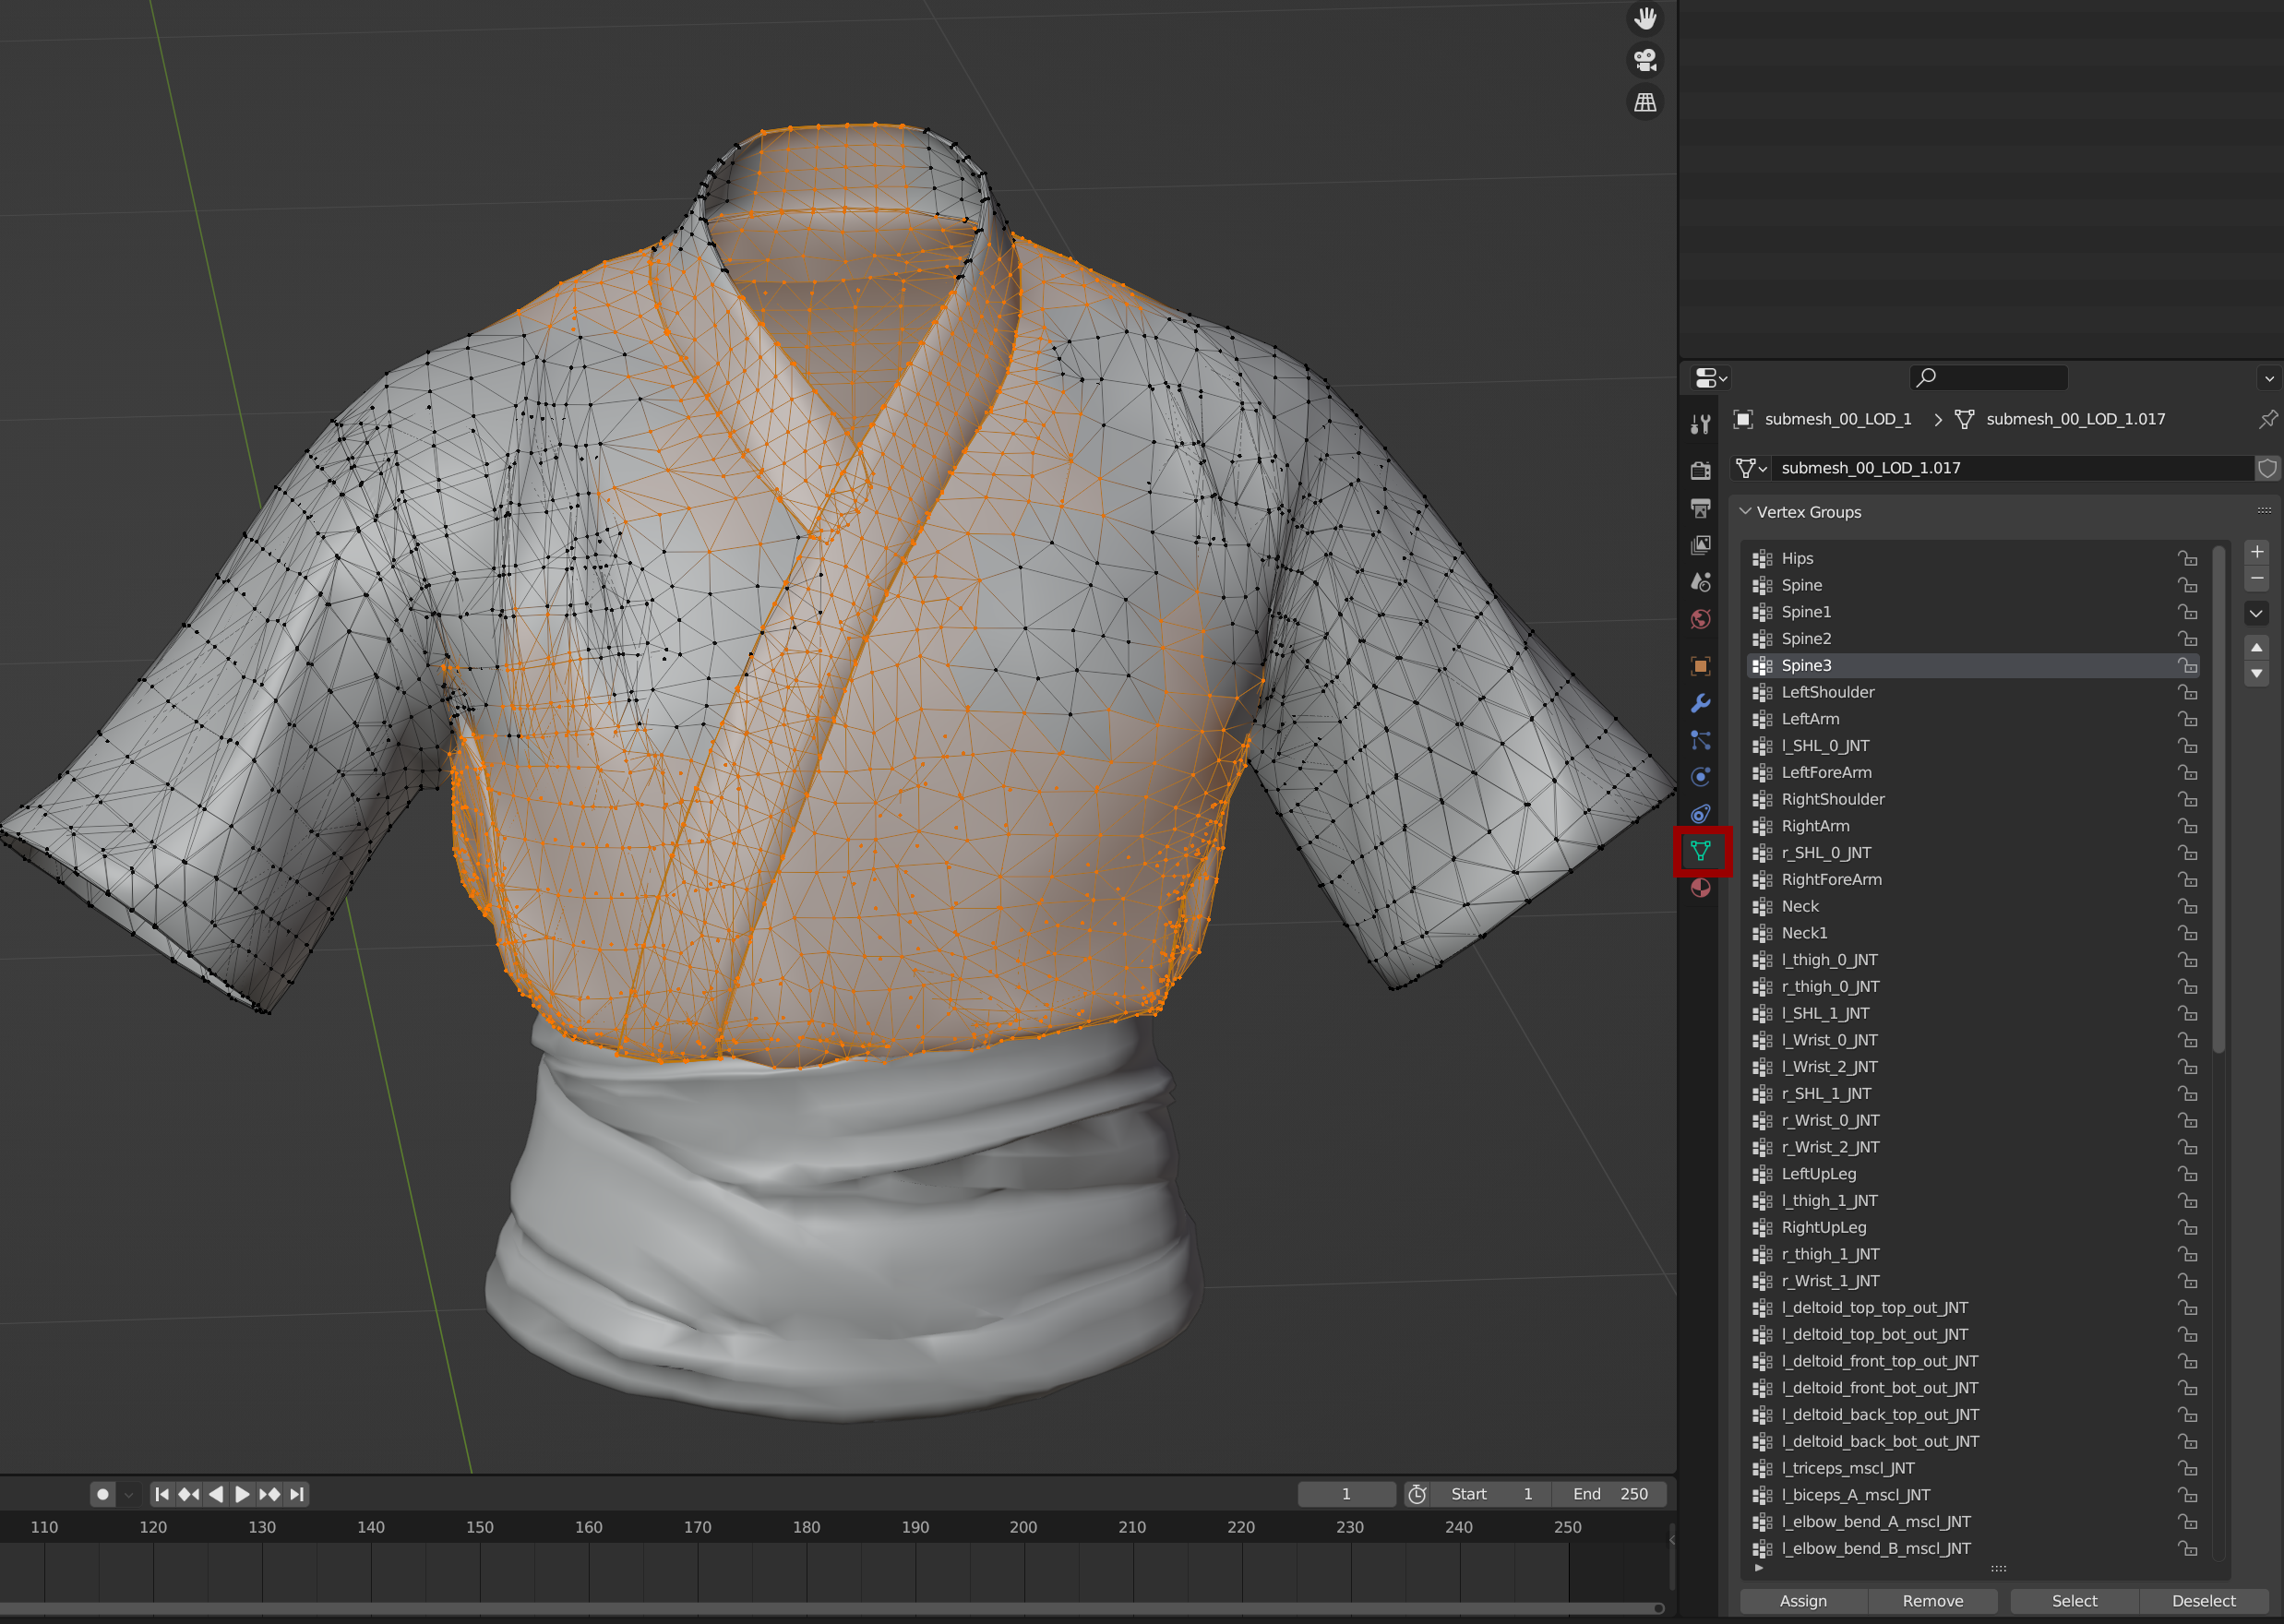 submesh_00_LOD_1 > submesh_00_LOD_1.017
submesh_00_LOD_1.017
Vertex Groups
Hips
Spine
Spine1
Spine2
Spine3
LeftShoulder
LeftArm
l_SHL_0_JNT
LeftForeArm
RightShoulder
RightArm
r_SHL_0_JNT
RightForeArm
Neck
Neck1
l_thigh_0_JNT
r_thigh_0_JNT
l_SHL_1_JNT
l_Wrist_0_JNT
l_Wrist_2_JNT
r_SHL_1_JNT
r_Wrist_0_JNT
r_Wrist_2_JNT
LeftUpLeg
l_thigh_1_JNT
RightUpLeg
r_thigh_1_JNT
r_Wrist_1_JNT
l_deltoid_top_top_out_JNT
l_deltoid_top_bot_out_JNT
l_deltoid_front_top_out_JNT
l_deltoid_front_bot_out_JNT
l_deltoid_back_top_out_JNT
l_deltoid_back_bot_out_JNT
l_triceps_mscl_JNT
l_biceps_A_mscl_JNT
l_elbow_bend_A_mscl_JNT
l_elbow_bend_B_mscl_JNT
Assign Remove Select Deselect
1 Start 1 End 250
110 120 130 140 150 160 170 180 190 200 210 220 230 240 250